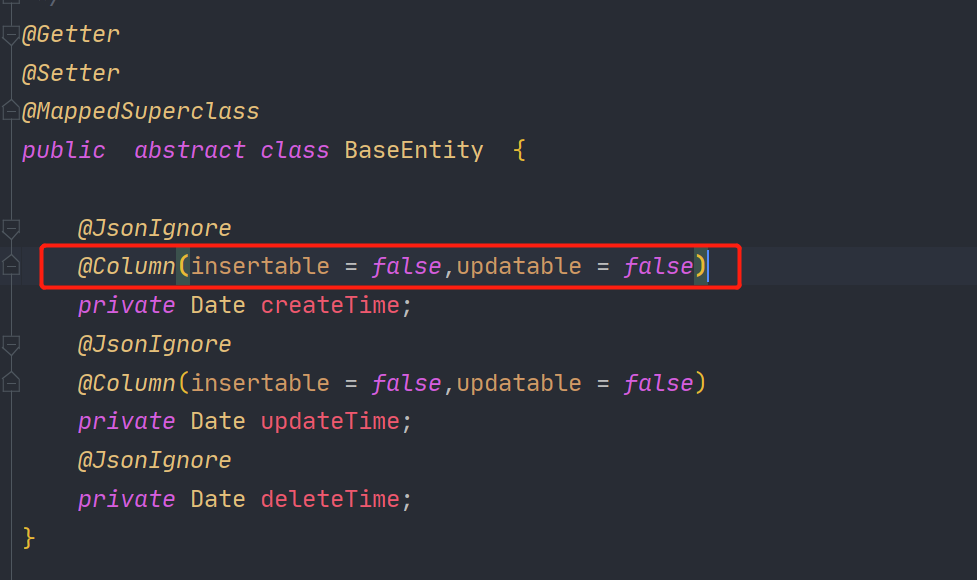 @Getter
@Setter
@MappedSuperclass
public  abstract class BaseEntity  {
@JsonIgnore
@Column(insertable = false,updatable = false)
private Date createTime;
@JsonIgnore
@Column(insertable = false,updatable = false)
private Date updateTime;
@JsonIgnore
private Date deleteTime;
}